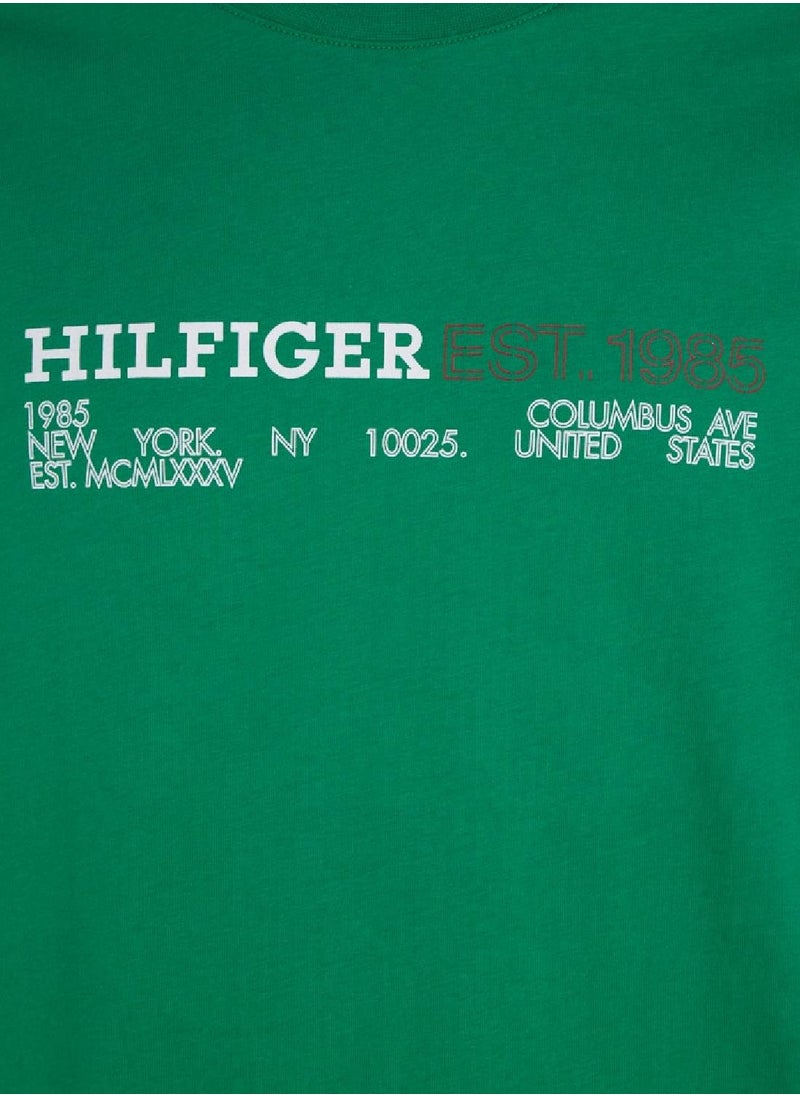 HILFIGER EST.. 1985
1985 COLUMBUS AVE
NEW YORK. NY 10025. UNITED STATES
EST. MCMLXXXV